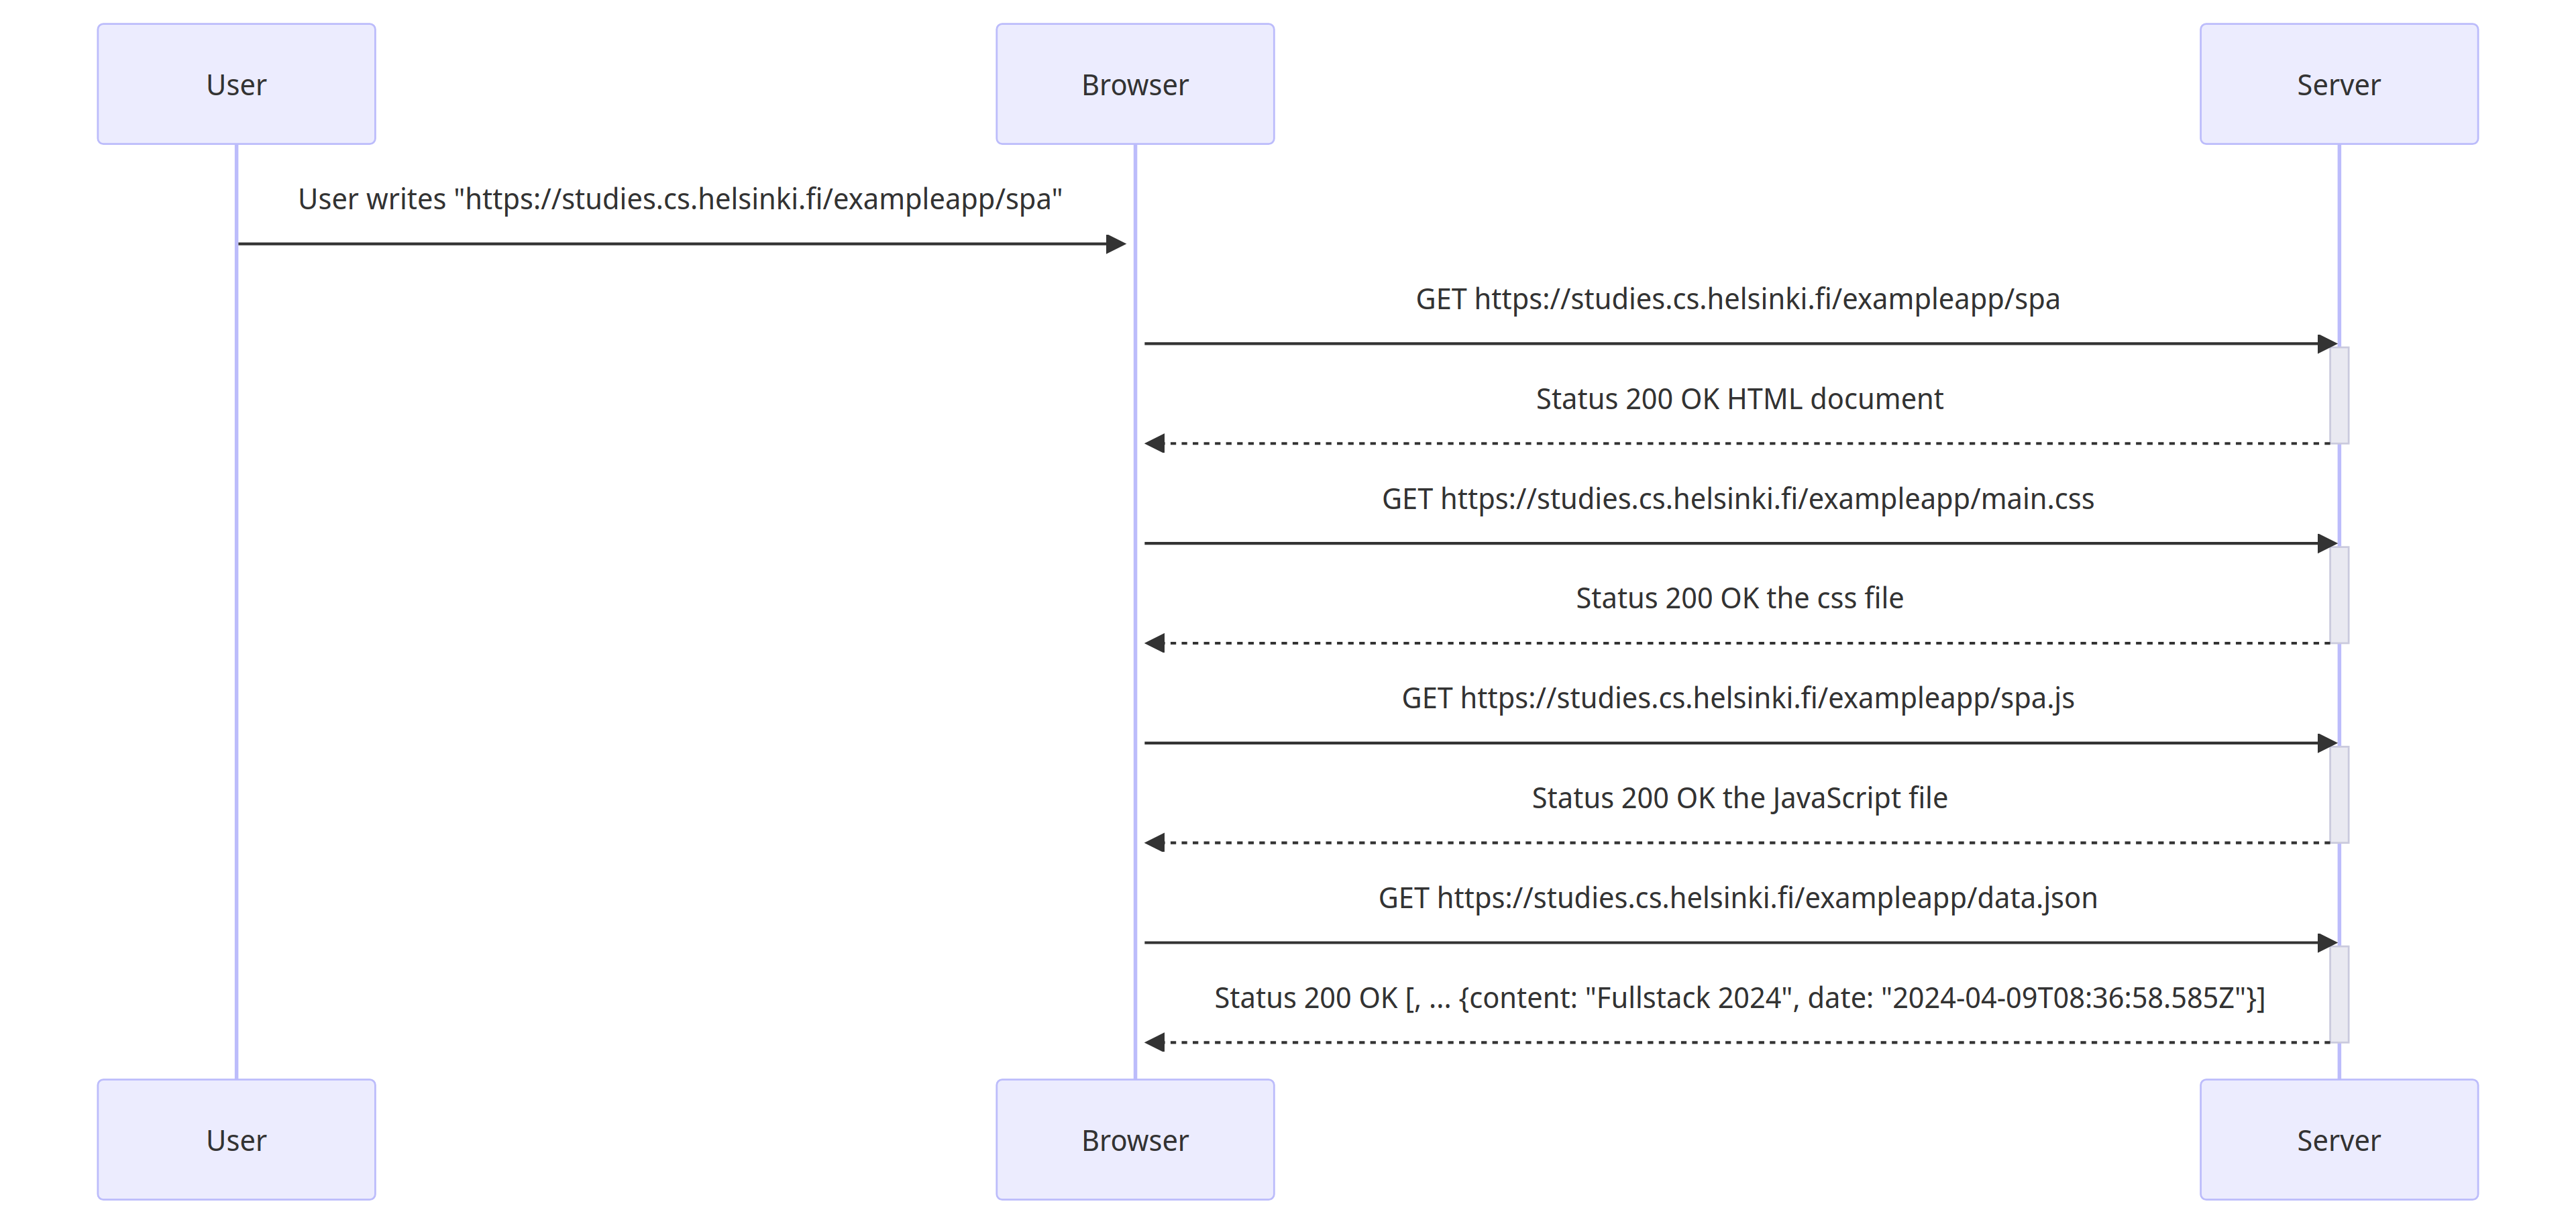 User
Browser
Server
User writes "https://studies.cs.helsinki.fi/exampleapp/spa"
GET https://studies.cs.helsinki.fi/exampleapp/spa
Status 200 OK HTML document
GET https://studies.cs.helsinki.fi/exampleapp/main.css
Status 200 OK the css file
GET https://studies.cs.helsinki.fi/exampleapp/spa.js
Status 200 OK the JavaScript file
GET https://studies.cs.helsinki.fi/exampleapp/data.json
Status 200 OK [, ... {content: "Fullstack 2024", date: "2024-04-09T08:36:58.585Z"}]
User
Browser
Server